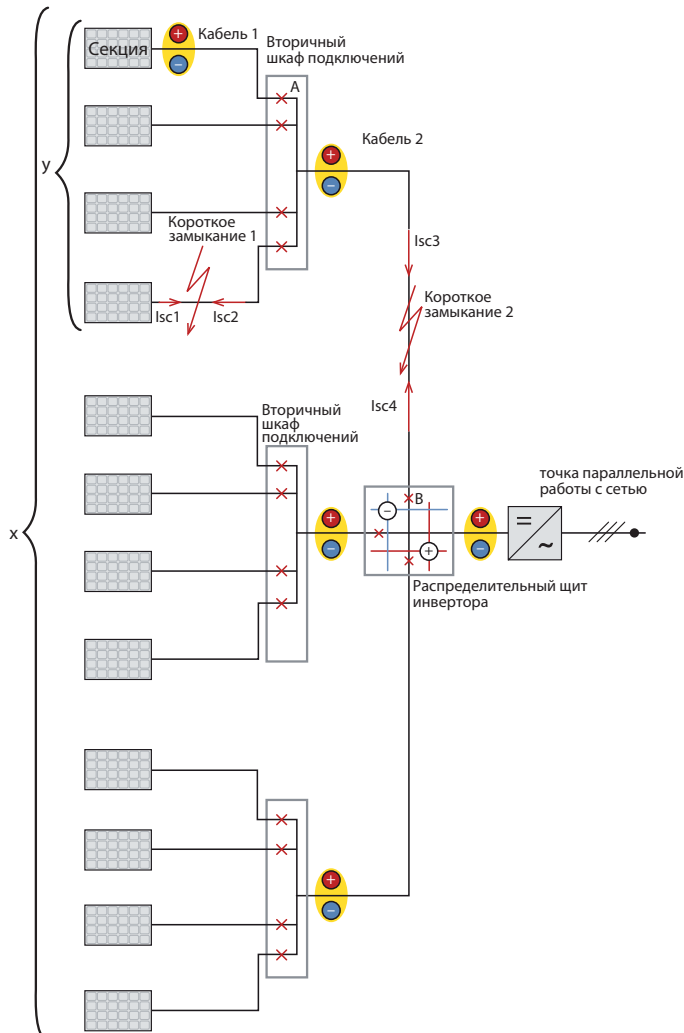 Секция
Кабель 1
Вторичный
шкаф подключений
A
y
Кабель 2
Короткое
замыкание 1
Isc1
Isc2
Isc3
Короткое
замыкание 2
Isc4
Вторичный
шкаф
подключений
x
B
точка параллельной
работы с сетью
Распределительный щит
инвертора